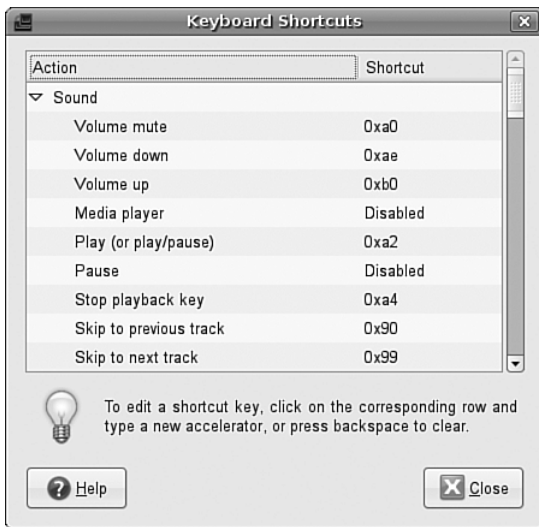 Keyboard Shortcuts
Action Shortcut
Sound
Volume mute 0xa0
Volume down 0xae
Volume up 0xb0
Media player Disabled
Play (or play/pause) 0xa2
Pause Disabled
Stop playback key 0xa4
Skip to previous track 0x90
Skip to next track 0x99
To edit a shortcut key, click on the corresponding row and
type a new accelerator, or press backspace to clear.
Help Close